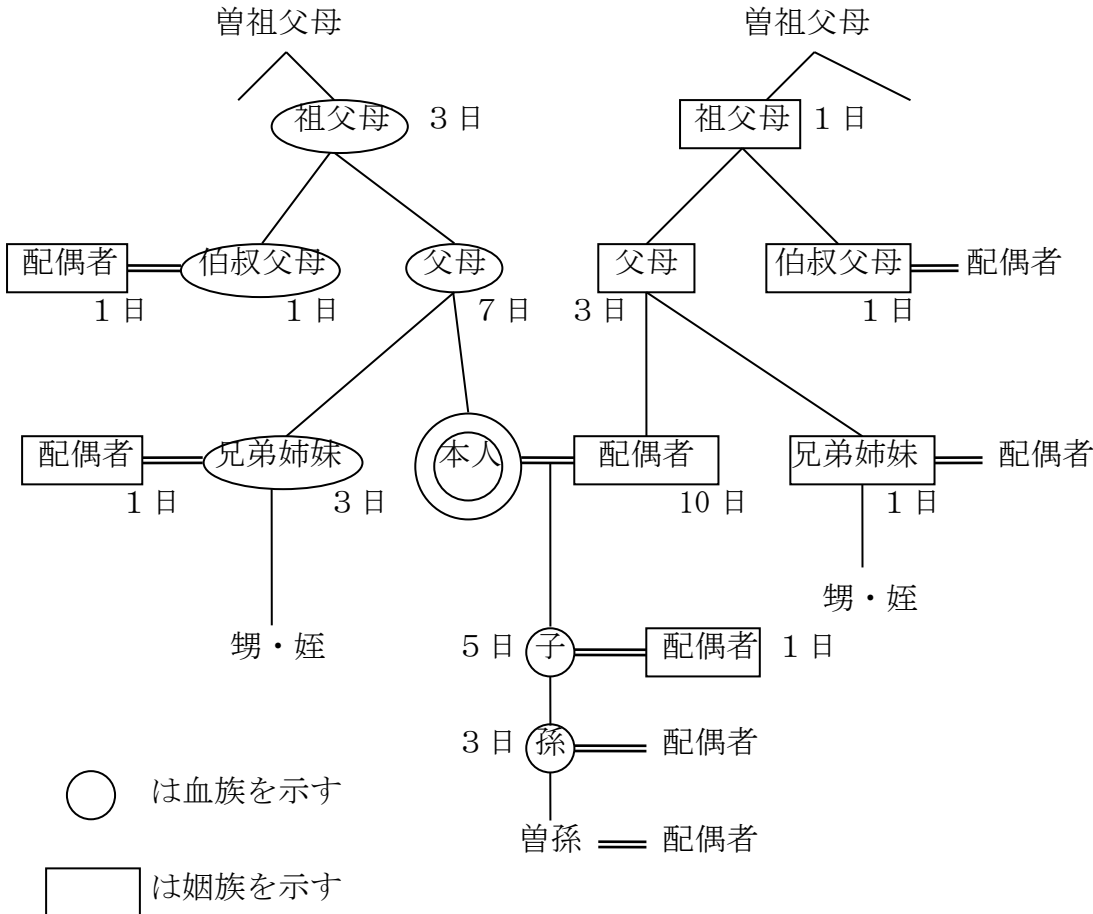 曽祖父母 曽祖父母
祖父母 ３日 祖父母 １日
配偶者 伯叔父母 父母 父母 伯叔父母 配偶者
１日 １日 ７日 ３日 １日
配偶者 兄弟姉妹 本人 配偶者 兄弟姉妹 配偶者
１日 ３日 10日 １日
甥・姪
甥・姪
５日 子 配偶者 １日
３日 孫 配偶者
は血族を示す
曽孫 配偶者
は姻族を示す